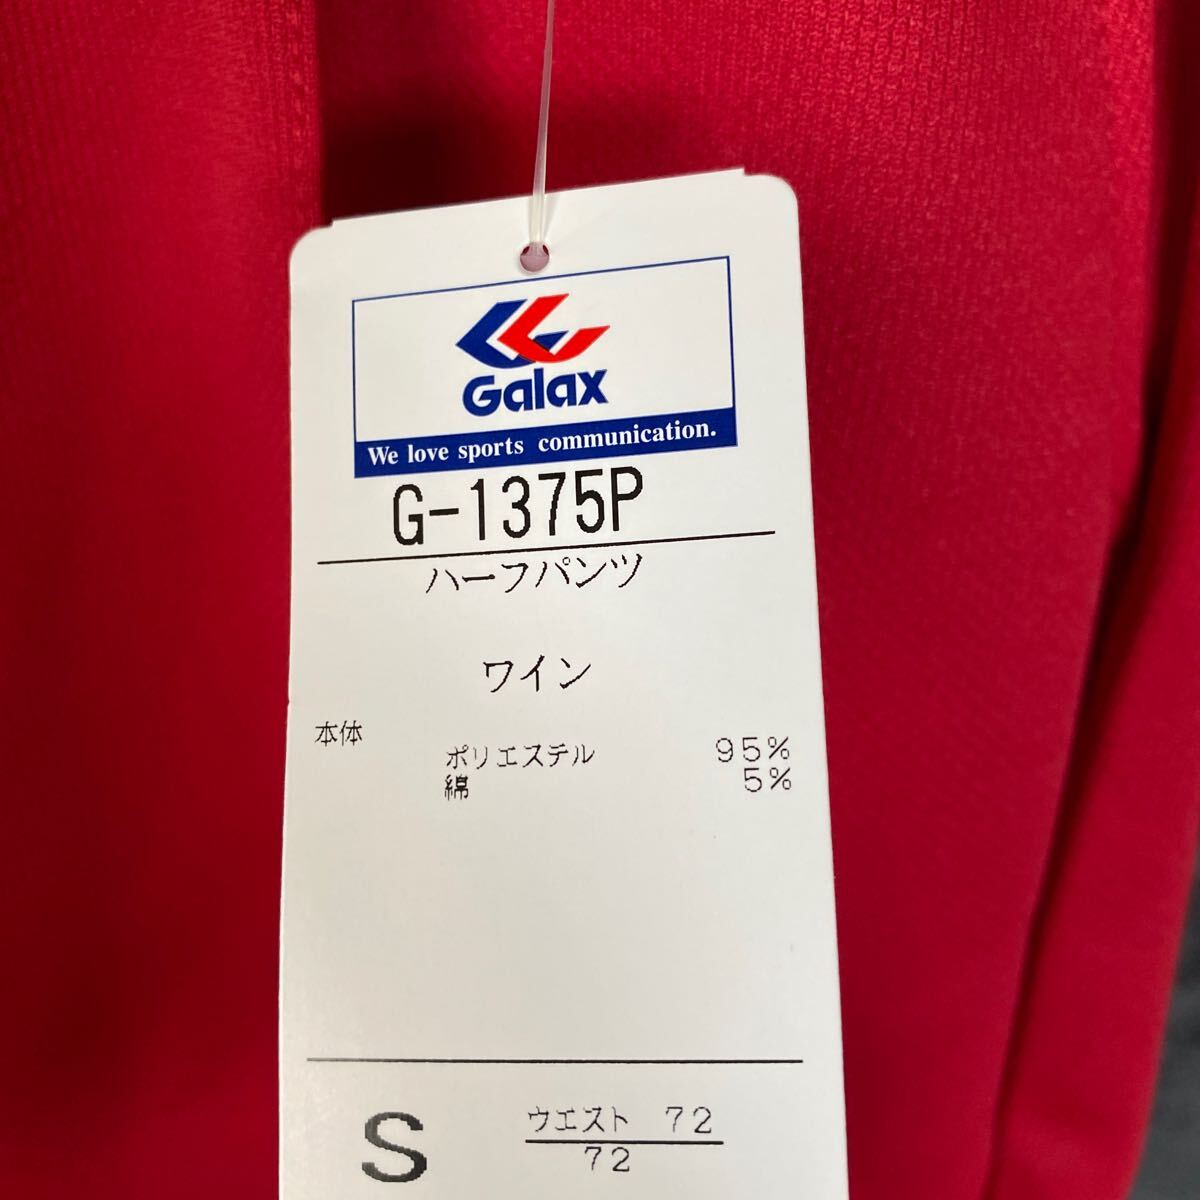 Galax
We love sports communication.
G-1375P
ハーフパンツ
ワイン
本体
ポリエステル 95%
綿 5%
S
ウエスト 72
72